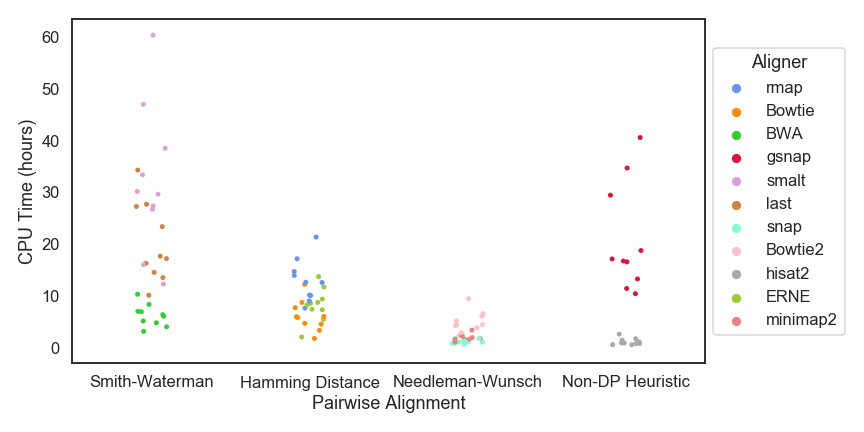 CPU Time (hours)
60
50
40
30
20
10
0
Smith-Waterman
Hamming Distance
Needleman-Wunsch
Non-DP Heuristic
Pairwise Alignment
Aligner
rmap
Bowtie
BWA
gsnap
smalt
last
snap
Bowtie2
hisat2
ERNE
minimap2